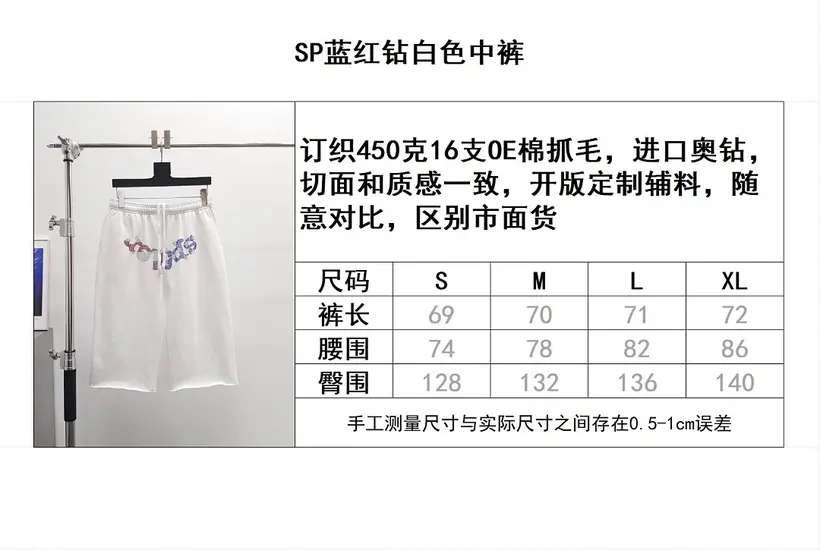 SP蓝红钻白色中裤
订织450克16支OE棉抓毛，进口奥钻，
切面和质感一致，开版定制辅料，随
意对比，区别市面货
尺码 S M L XL
裤长 69 70 71 72
腰围 74 78 82 86
臀围 128 132 136 140
手工测量尺寸与实际尺寸之间存在0.5-1cm误差